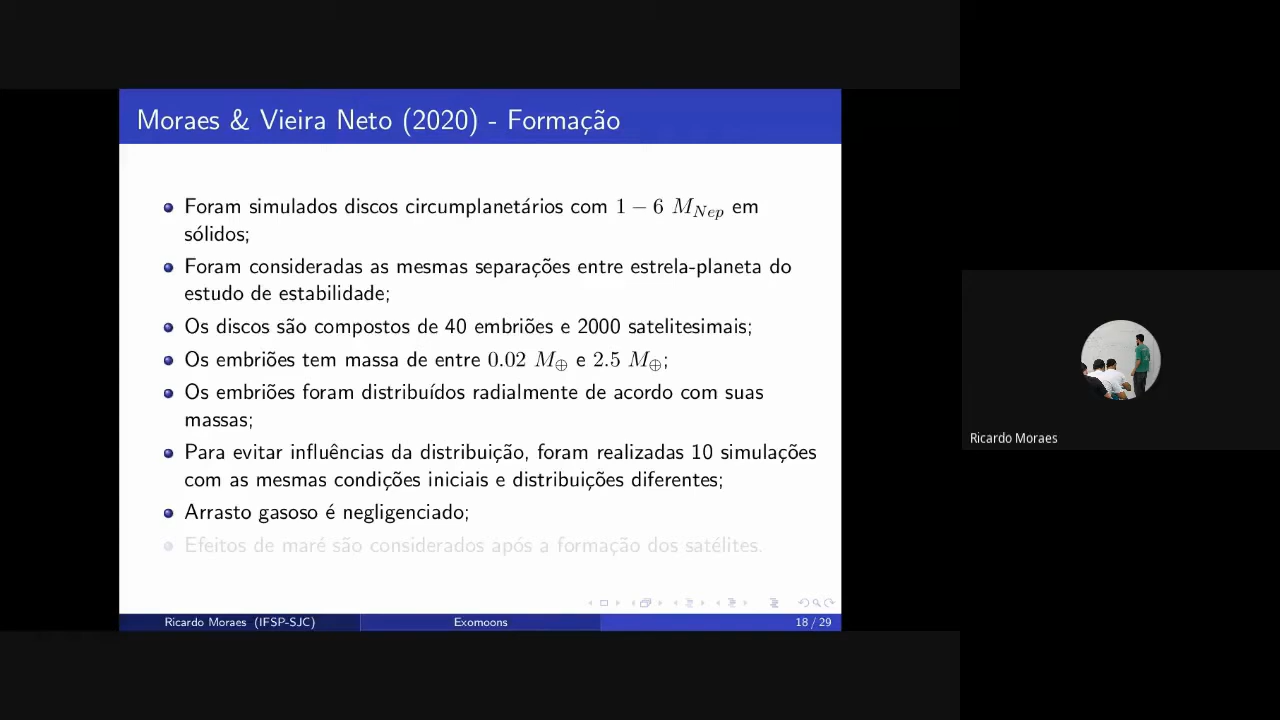 Moraes & Vieira Neto (2020) - Formação
Foram simulados discos circumplanetários com 1 − 6 M_Nep em
sólidos;
Foram consideradas as mesmas separações entre estrela-planeta do
estudo de estabilidade;
Os discos são compostos de 40 embriões e 2000 satelitesimais;
Os embriões tem massa de entre 0.02 M⊕ e 2.5 M⊕;
Os embriões foram distribuídos radialmente de acordo com suas
massas;
Para evitar influências da distribuição, foram realizadas 10 simulações
com as mesmas condições iniciais e distribuições diferentes;
Arrasto gasoso é negligenciado;
Efeitos de maré são considerados após a formação dos satélites.
Ricardo Moraes (IFSP-SJC) Exomoons 18 / 29
Ricardo Moraes